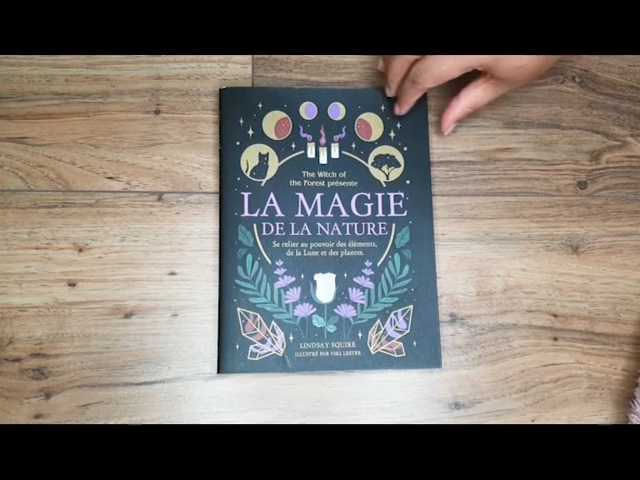 The Witch of
the Forest présente
LA MAGIE
DE LA NATURE
Se relier au pouvoir des éléments,
de la Lune et des plantes.
LINDSAY SQUIRE
ILLUSTRÉ PAR VIKI LESTER